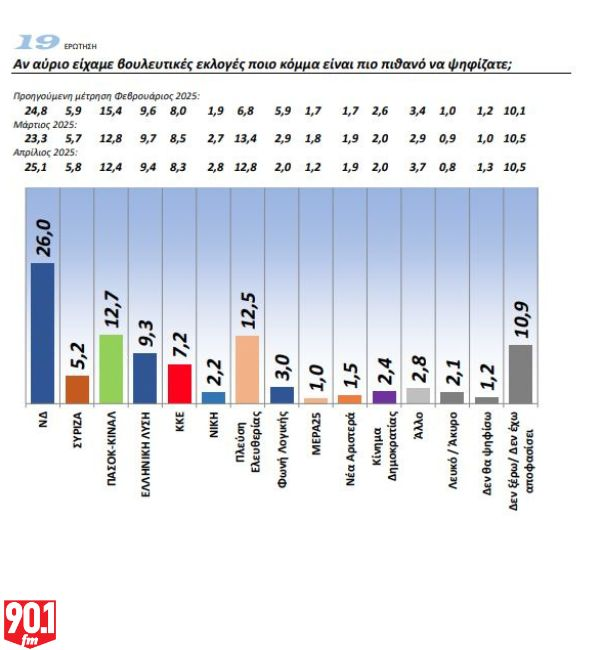 19 ΕΡΩΤΗΣΗ
Αν αύριο είχαμε βουλευτικές εκλογές ποιο κόμμα είναι πιο πιθανό να ψηφίζατε;
Προηγούμενη μέτρηση Φεβρουάριος 2025:
24,8 5,9 15,4 9,6 8,0 1,9 6,8 5,9 1,7 1,7 2,6 3,4 1,0 1,2 10,1
Μάρτιος 2025:
23,3 5,7 12,8 9,7 8,5 2,7 13,4 2,9 1,8 1,9 2,0 2,9 0,9 1,0 10,5
Απρίλιος 2025:
25,1 5,8 12,4 9,4 8,3 2,8 12,8 2,0 1,2 1,9 2,0 3,7 0,8 1,3 10,5
26,0 5,2 12,7 9,3 7,2 2,2 12,5 3,0 1,0 1,5 2,4 2,8 2,1 1,2 10,9
ΝΔ
ΣΥΡΙΖΑ
ΠΑΣΟΚ-ΚΙΝΑΛ
ΕΛΛΗΝΙΚΗ ΛΥΣΗ
ΚΚΕ
ΝΙΚΗ
Πλεύση
Ελευθερίας
Φωνή Λογικής
ΜΕΡΑ25
Νέα Αριστερά
Κίνημα
Δημοκρατίας
Άλλο
Λευκό / Άκυρο
Δεν θα ψηφίσω
Δεν ξέρω/ Δεν έχω
αποφασίσει
90.1
fm